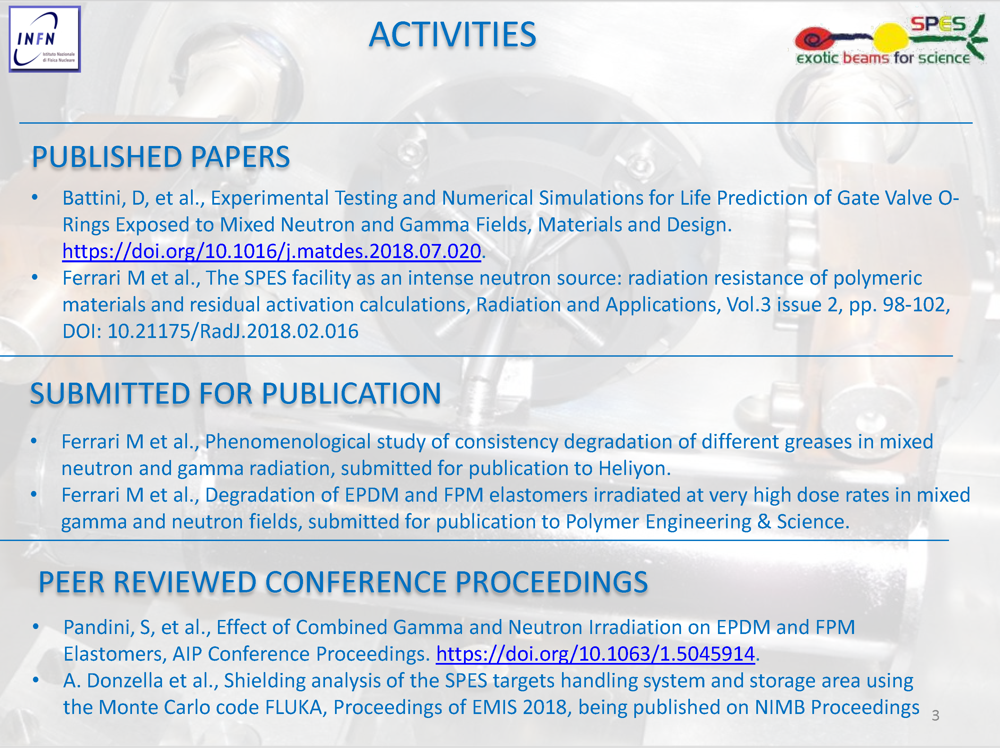 INFN
Istituto Nazionale
di Fisica Nucleare
ACTIVITIES
SPES
exotic beams for science
PUBLISHED PAPERS
• Battini, D, et al., Experimental Testing and Numerical Simulations for Life Prediction of Gate Valve O-
Rings Exposed to Mixed Neutron and Gamma Fields, Materials and Design.
https://doi.org/10.1016/j.matdes.2018.07.020.
• Ferrari M et al., The SPES facility as an intense neutron source: radiation resistance of polymeric
materials and residual activation calculations, Radiation and Applications, Vol.3 issue 2, pp. 98-102,
DOI: 10.21175/RadJ.2018.02.016
SUBMITTED FOR PUBLICATION
• Ferrari M et al., Phenomenological study of consistency degradation of different greases in mixed
neutron and gamma radiation, submitted for publication to Heliyon.
• Ferrari M et al., Degradation of EPDM and FPM elastomers irradiated at very high dose rates in mixed
gamma and neutron fields, submitted for publication to Polymer Engineering & Science.
PEER REVIEWED CONFERENCE PROCEEDINGS
• Pandini, S, et al., Effect of Combined Gamma and Neutron Irradiation on EPDM and FPM
Elastomers, AIP Conference Proceedings. https://doi.org/10.1063/1.5045914.
• A. Donzella et al., Shielding analysis of the SPES targets handling system and storage area using
the Monte Carlo code FLUKA, Proceedings of EMIS 2018, being published on NIMB Proceedings
3